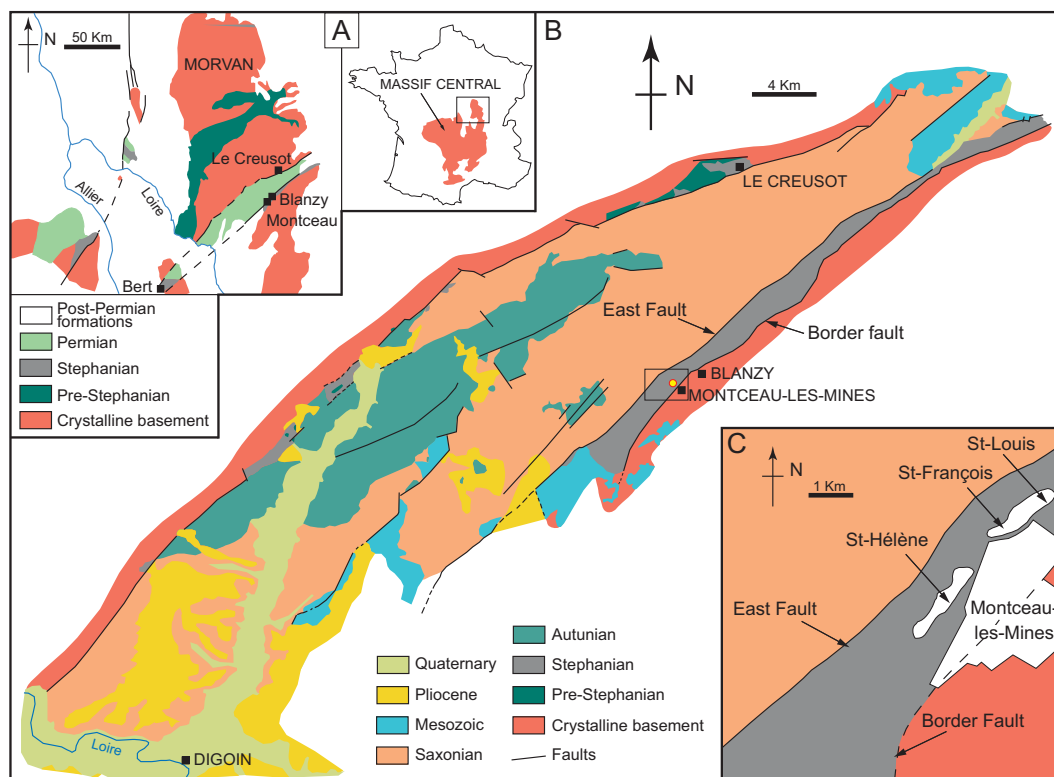 A
N
50 Km
MORVAN
Le Creusot
Blanzy
Montceau
Allier
Loire
Bert
Post-Permian
formations
Permian
Stephanian
Pre-Stephanian
Crystalline basement
MASSIF CENTRAL
B
N
4 Km
LE CREUSOT
East Fault
Border fault
BLANZY
MONTCEAU-LES-MINES
Loire
DIGOIN
Quaternary
Pliocene
Mesozoic
Saxonian
Autunian
Stephanian
Pre-Stephanian
Crystalline basement
Faults
C
N
1 Km
St-Louis
St-François
St-Hélène
East Fault
Montceau-
les-Mines
Border Fault